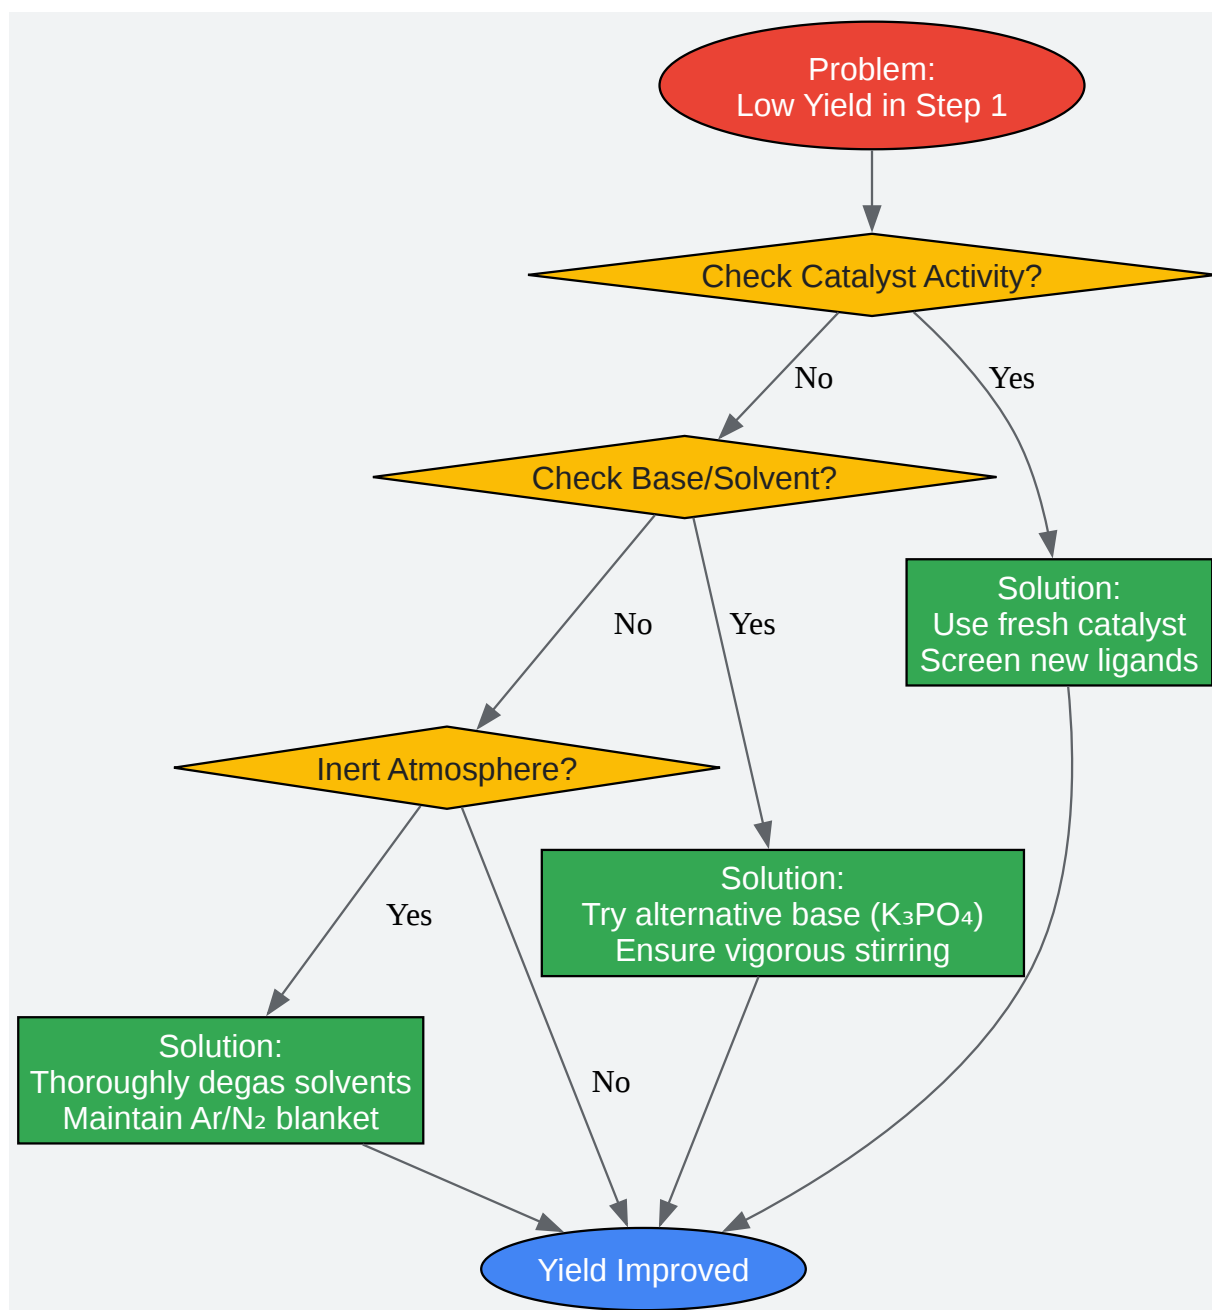 Problem:
Low Yield in Step 1
Check Catalyst Activity?
No
Yes
Check Base/Solvent?
No
Yes
Solution:
Use fresh catalyst
Screen new ligands
Inert Atmosphere?
Yes
No
Solution:
Try alternative base (K₃PO₄)
Ensure vigorous stirring
Solution:
Thoroughly degas solvents
Maintain Ar/N₂ blanket
Yield Improved